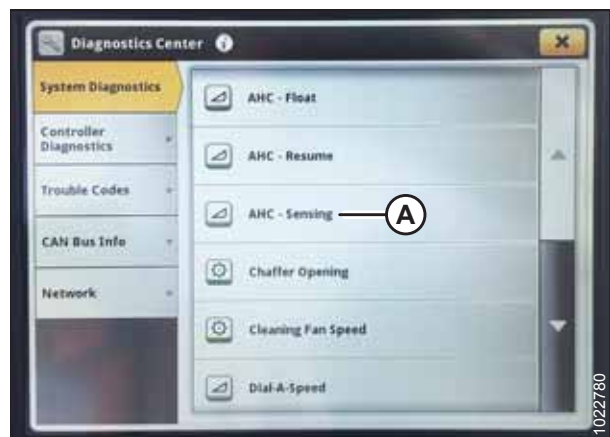 Diagnostics Center
System Diagnostics
Controller
Diagnostics
Trouble Codes
CAN Bus Info
Network
AHC - Float
AHC - Resume
AHC - Sensing
A
Chaffer Opening
Cleaning Fan Speed
Dial-A-Speed
1022780